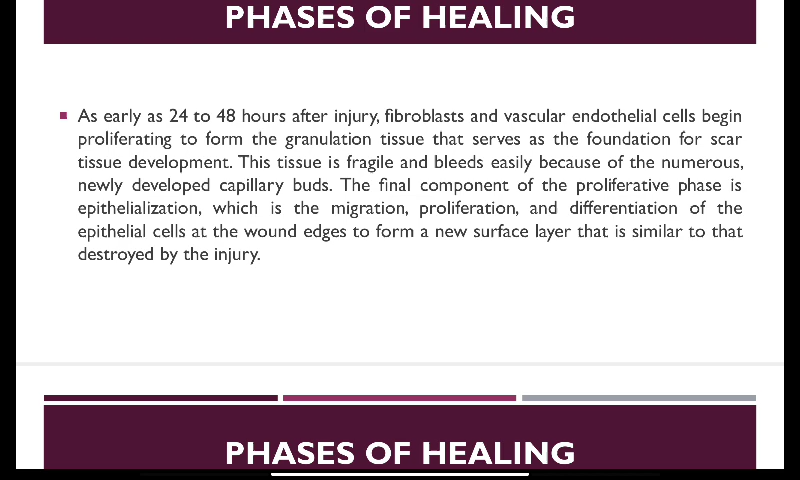 PHASES OF HEALING
As early as 24 to 48 hours after injury, fibroblasts and vascular endothelial cells begin
proliferating to form the granulation tissue that serves as the foundation for scar
tissue development. This tissue is fragile and bleeds easily because of the numerous,
newly developed capillary buds. The final component of the proliferative phase is
epithelialization, which is the migration, proliferation, and differentiation of the
epithelial cells at the wound edges to form a new surface layer that is similar to that
destroyed by the injury.
PHASES OF HEALING